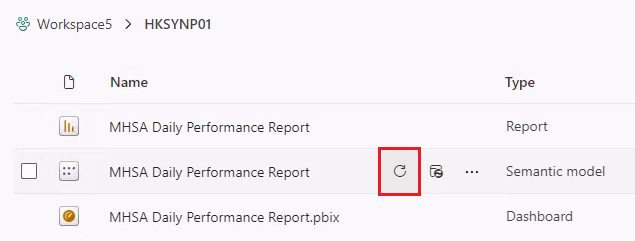 Workspace5 > HKSYNP01
Name Type
MHSA Daily Performance Report Report
MHSA Daily Performance Report ... Semantic model
MHSA Daily Performance Report.pbix Dashboard